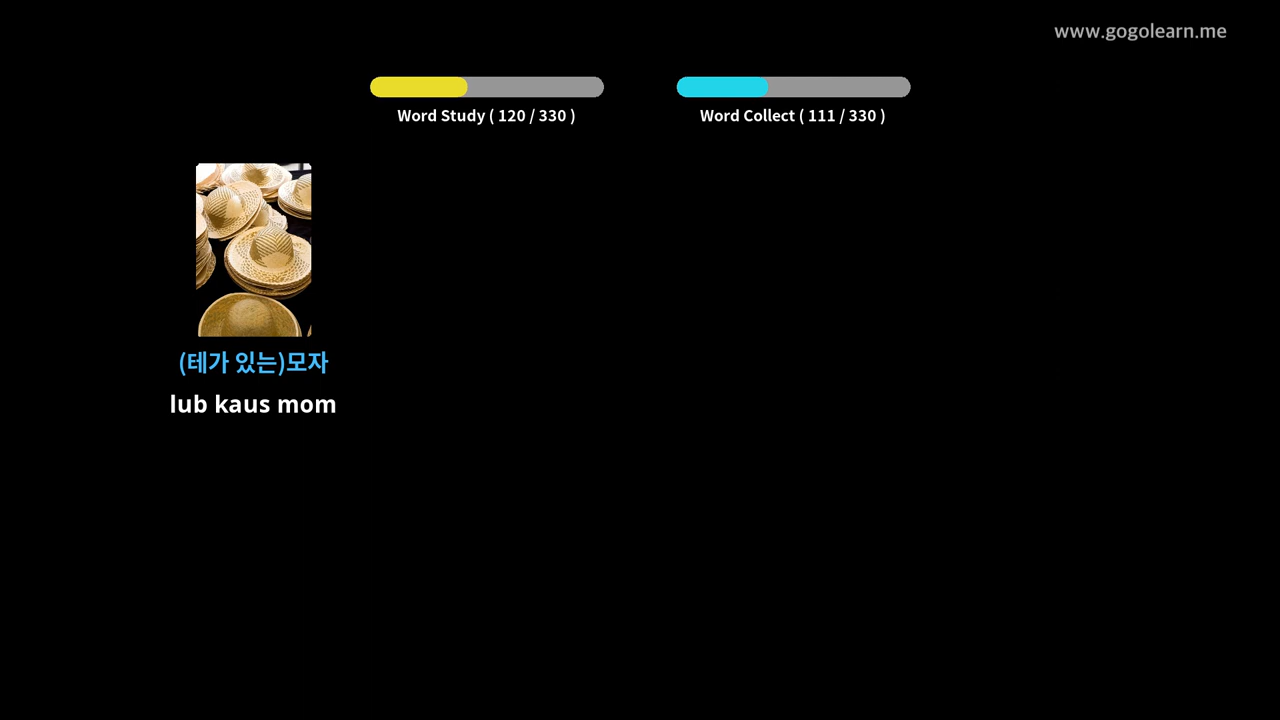 www.gogolearn.me
Word Study ( 120 / 330 )
Word Collect ( 111 / 330 )
(테가 있는)모자
lub kaus mom